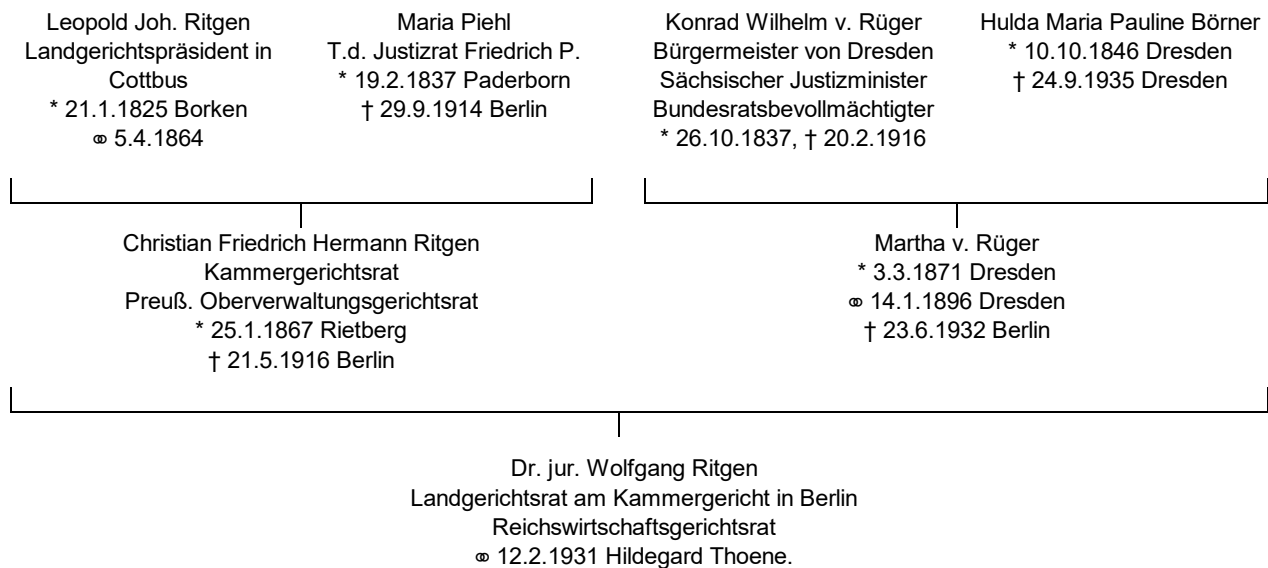 Leopold Joh. Ritgen
Landgerichtspräsident in
Cottbus
* 21.1.1825 Borken
⚭ 5.4.1864
Maria Piehl
T.d. Justizrat Friedrich P.
* 19.2.1837 Paderborn
† 29.9.1914 Berlin
Konrad Wilhelm v. Rüger
Bürgermeister von Dresden
Sächsischer Justizminister
Bundesratsbevollmächtigter
* 26.10.1837, † 20.2.1916
Hulda Maria Pauline Börner
* 10.10.1846 Dresden
† 24.9.1935 Dresden
Christian Friedrich Hermann Ritgen
Kammergerichtsrat
Preuß. Oberverwaltungsgerichtsrat
* 25.1.1867 Rietberg
† 21.5.1916 Berlin
Martha v. Rüger
* 3.3.1871 Dresden
⚭ 14.1.1896 Dresden
† 23.6.1932 Berlin
Dr. jur. Wolfgang Ritgen
Landgerichtsrat am Kammergericht in Berlin
Reichswirtschaftsgerichtsrat
⚭ 12.2.1931 Hildegard Thoene.